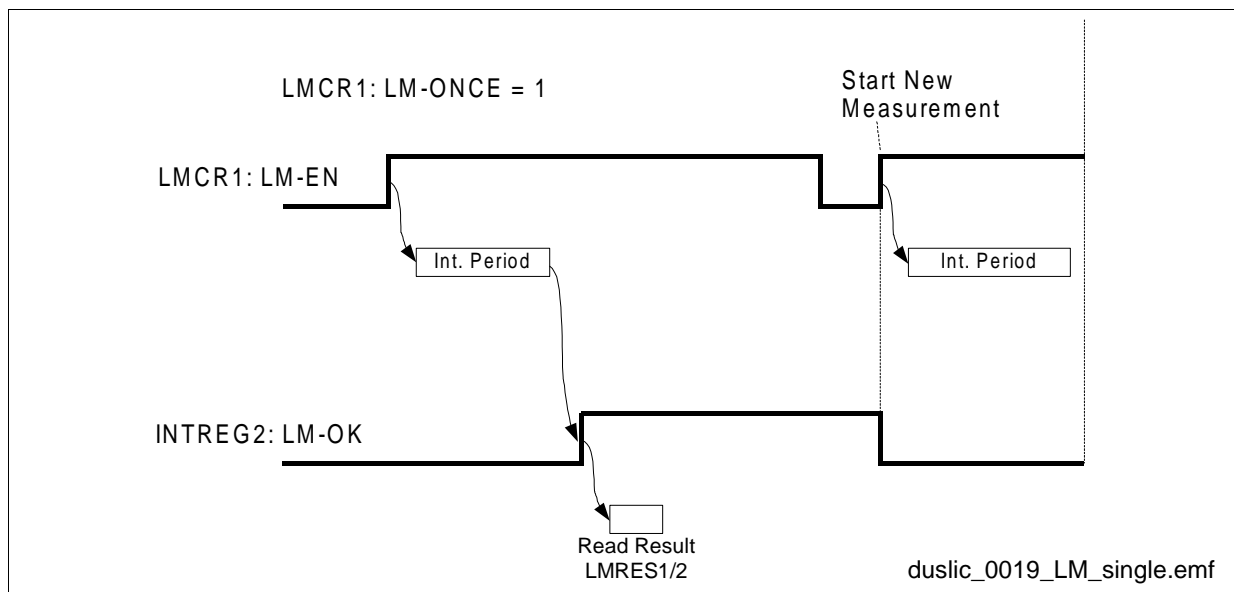 LMCR1: LM-ONCE = 1
Start New
Measurement
LMCR1: LM-EN
Int. Period
Int. Period
INTREG2: LM-OK
Read Result
LMRES1/2
duslic_0019_LM_single.emf